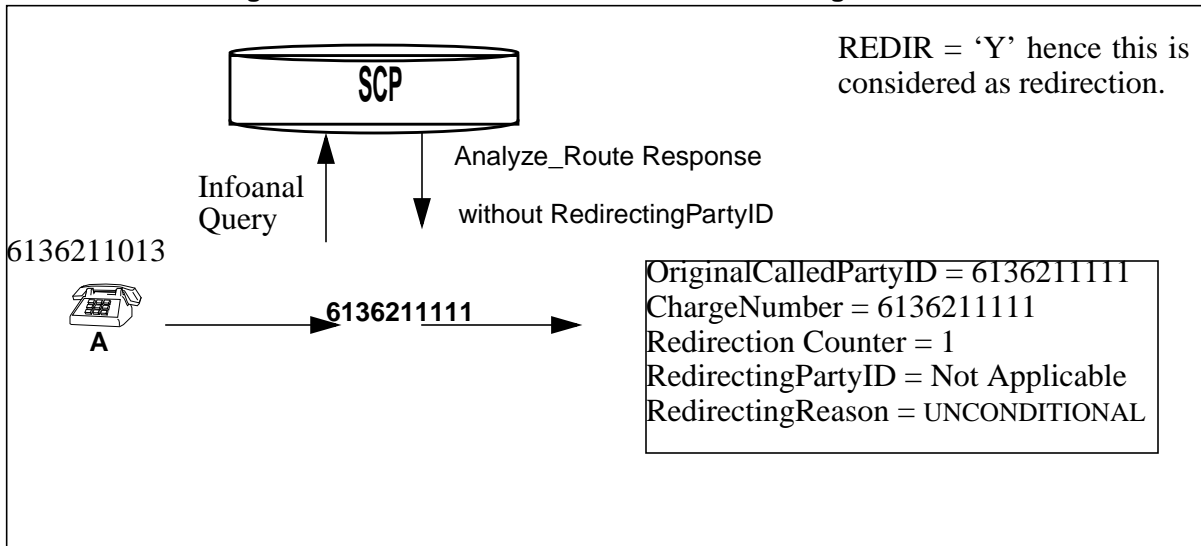 REDIR = ‘Y’ hence this is
considered as redirection.
SCP
Analyze_Route Response
without RedirectingPartyID
Infoanal
Query
6136211013
A
6136211111
OriginalCalledPartyID = 6136211111
ChargeNumber = 6136211111
Redirection Counter = 1
RedirectingPartyID = Not Applicable
RedirectingReason = UNCONDITIONAL